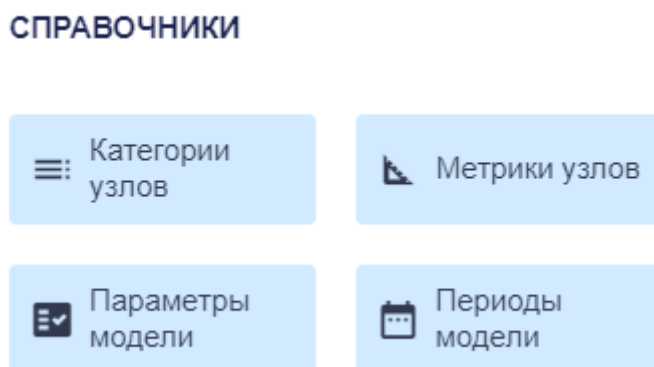 СПРАВОЧНИКИ
Категории
узлов
Метрики узлов
Параметры
модели
Периоды
модели